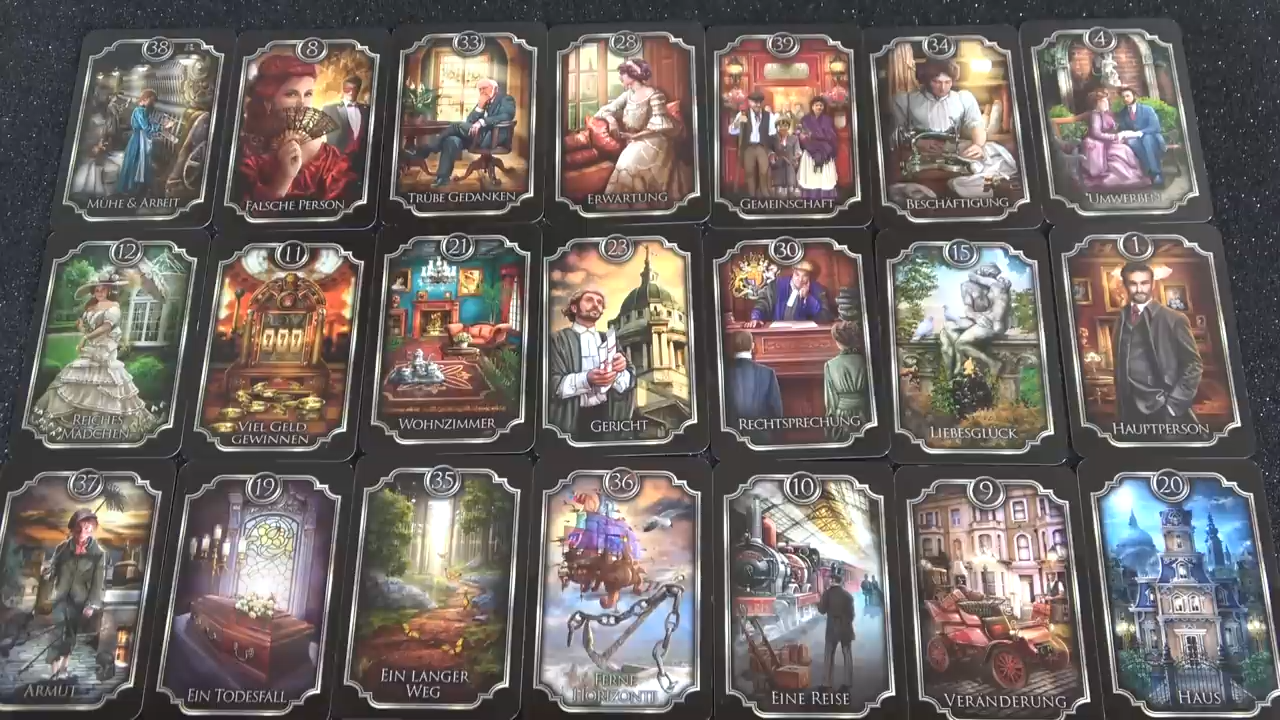 38
MÜHE & ARBEIT
8
FALSCHE PERSON
33
TRÜBE GEDANKEN
28
ERWARTUNG
39
GEMEINSCHAFT
34
BESCHÄFTIGUNG
4
UMWERBEN
12
REICHES
MÄDCHEN
11
777
VIEL GELD
GEWINNEN
21
WOHNZIMMER
23
GERICHT
30
RECHTSPRECHUNG
15
LIEBESGLÜCK
1
HAUPTPERSON
37
ARMUT
19
EIN TODESFALL
35
EIN LANGER
WEG
36
FERNE
HORIZONTE
10
EINE REISE
9
VERÄNDERUNG
20
HAUS